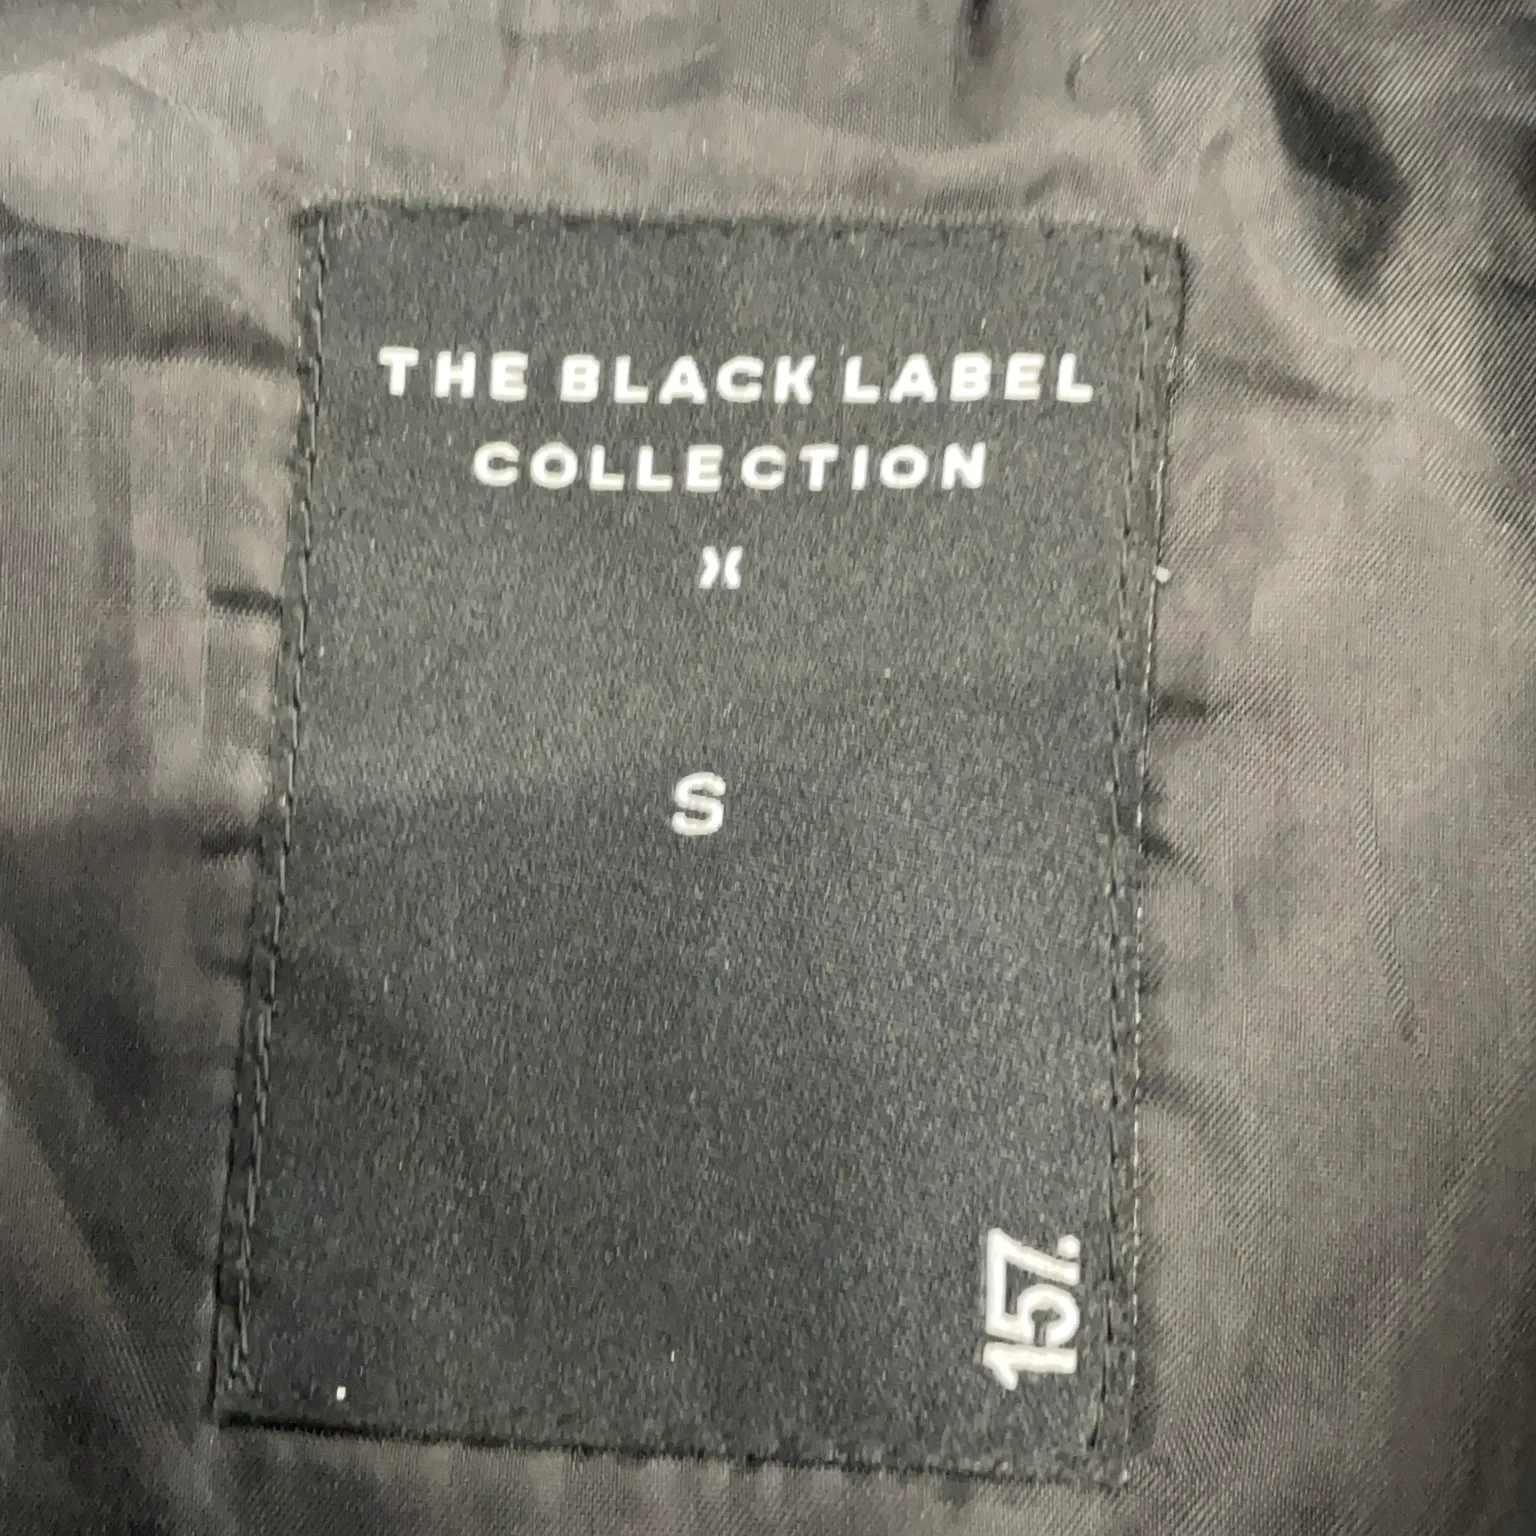 THE BLACK LABEL
COLLECTION
X
S
157.